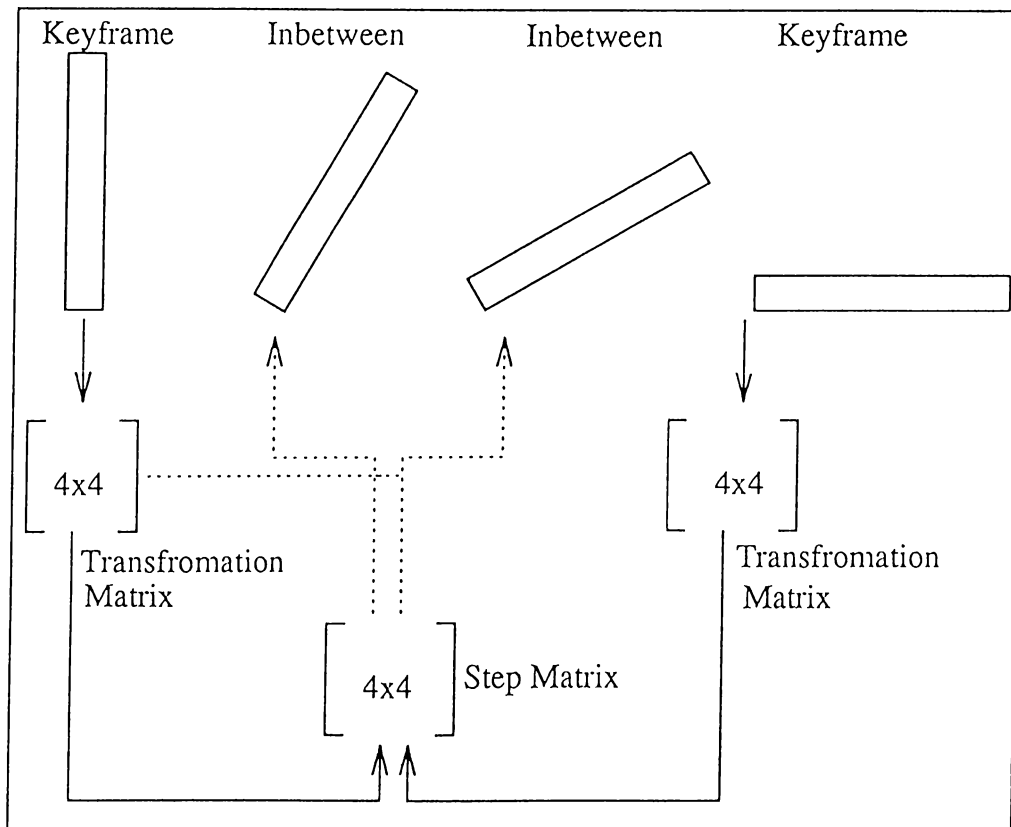 Keyframe Inbetween Inbetween Keyframe
4x4
4x4
Transfromation
Matrix
Transfromation
Matrix
4x4
Step Matrix